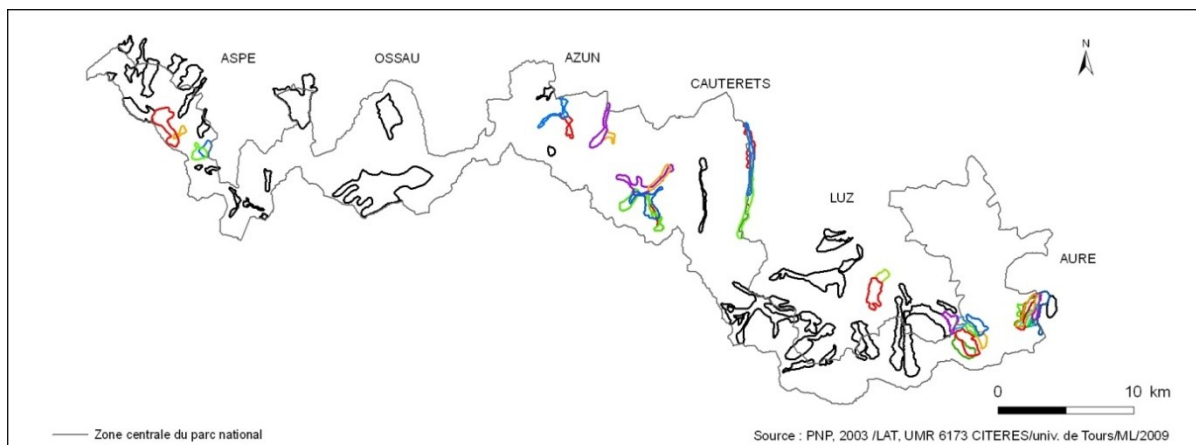 N
ASPE
OSSAU
AZUN
CAUTERETS
LUZ
AURE
0 10 km
Zone centrale du parc national
Source : PNP, 2003 /LAT, UMR 6173 CITERES/univ. de Tours/ML/2009